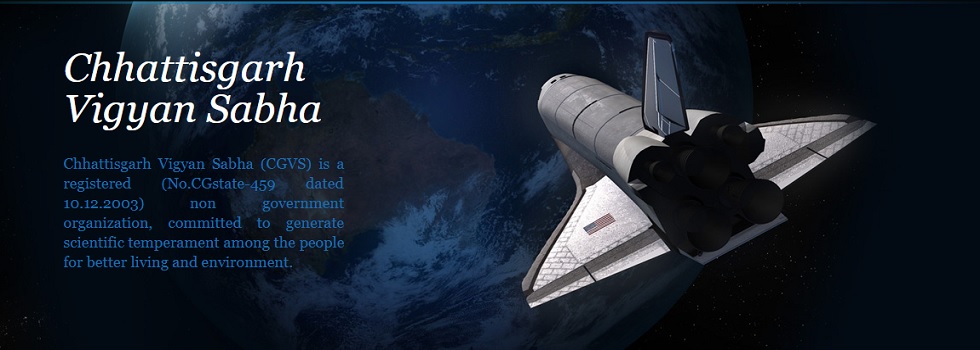 Chhattisgarh
Vigyan Sabha
Chhattisgarh Vigyan Sabha (CGVS) is a
registered (No.CGstate-459 dated
10.12.2003) non government
organization, committed to generate
scientific temperament among the people
for better living and environment.